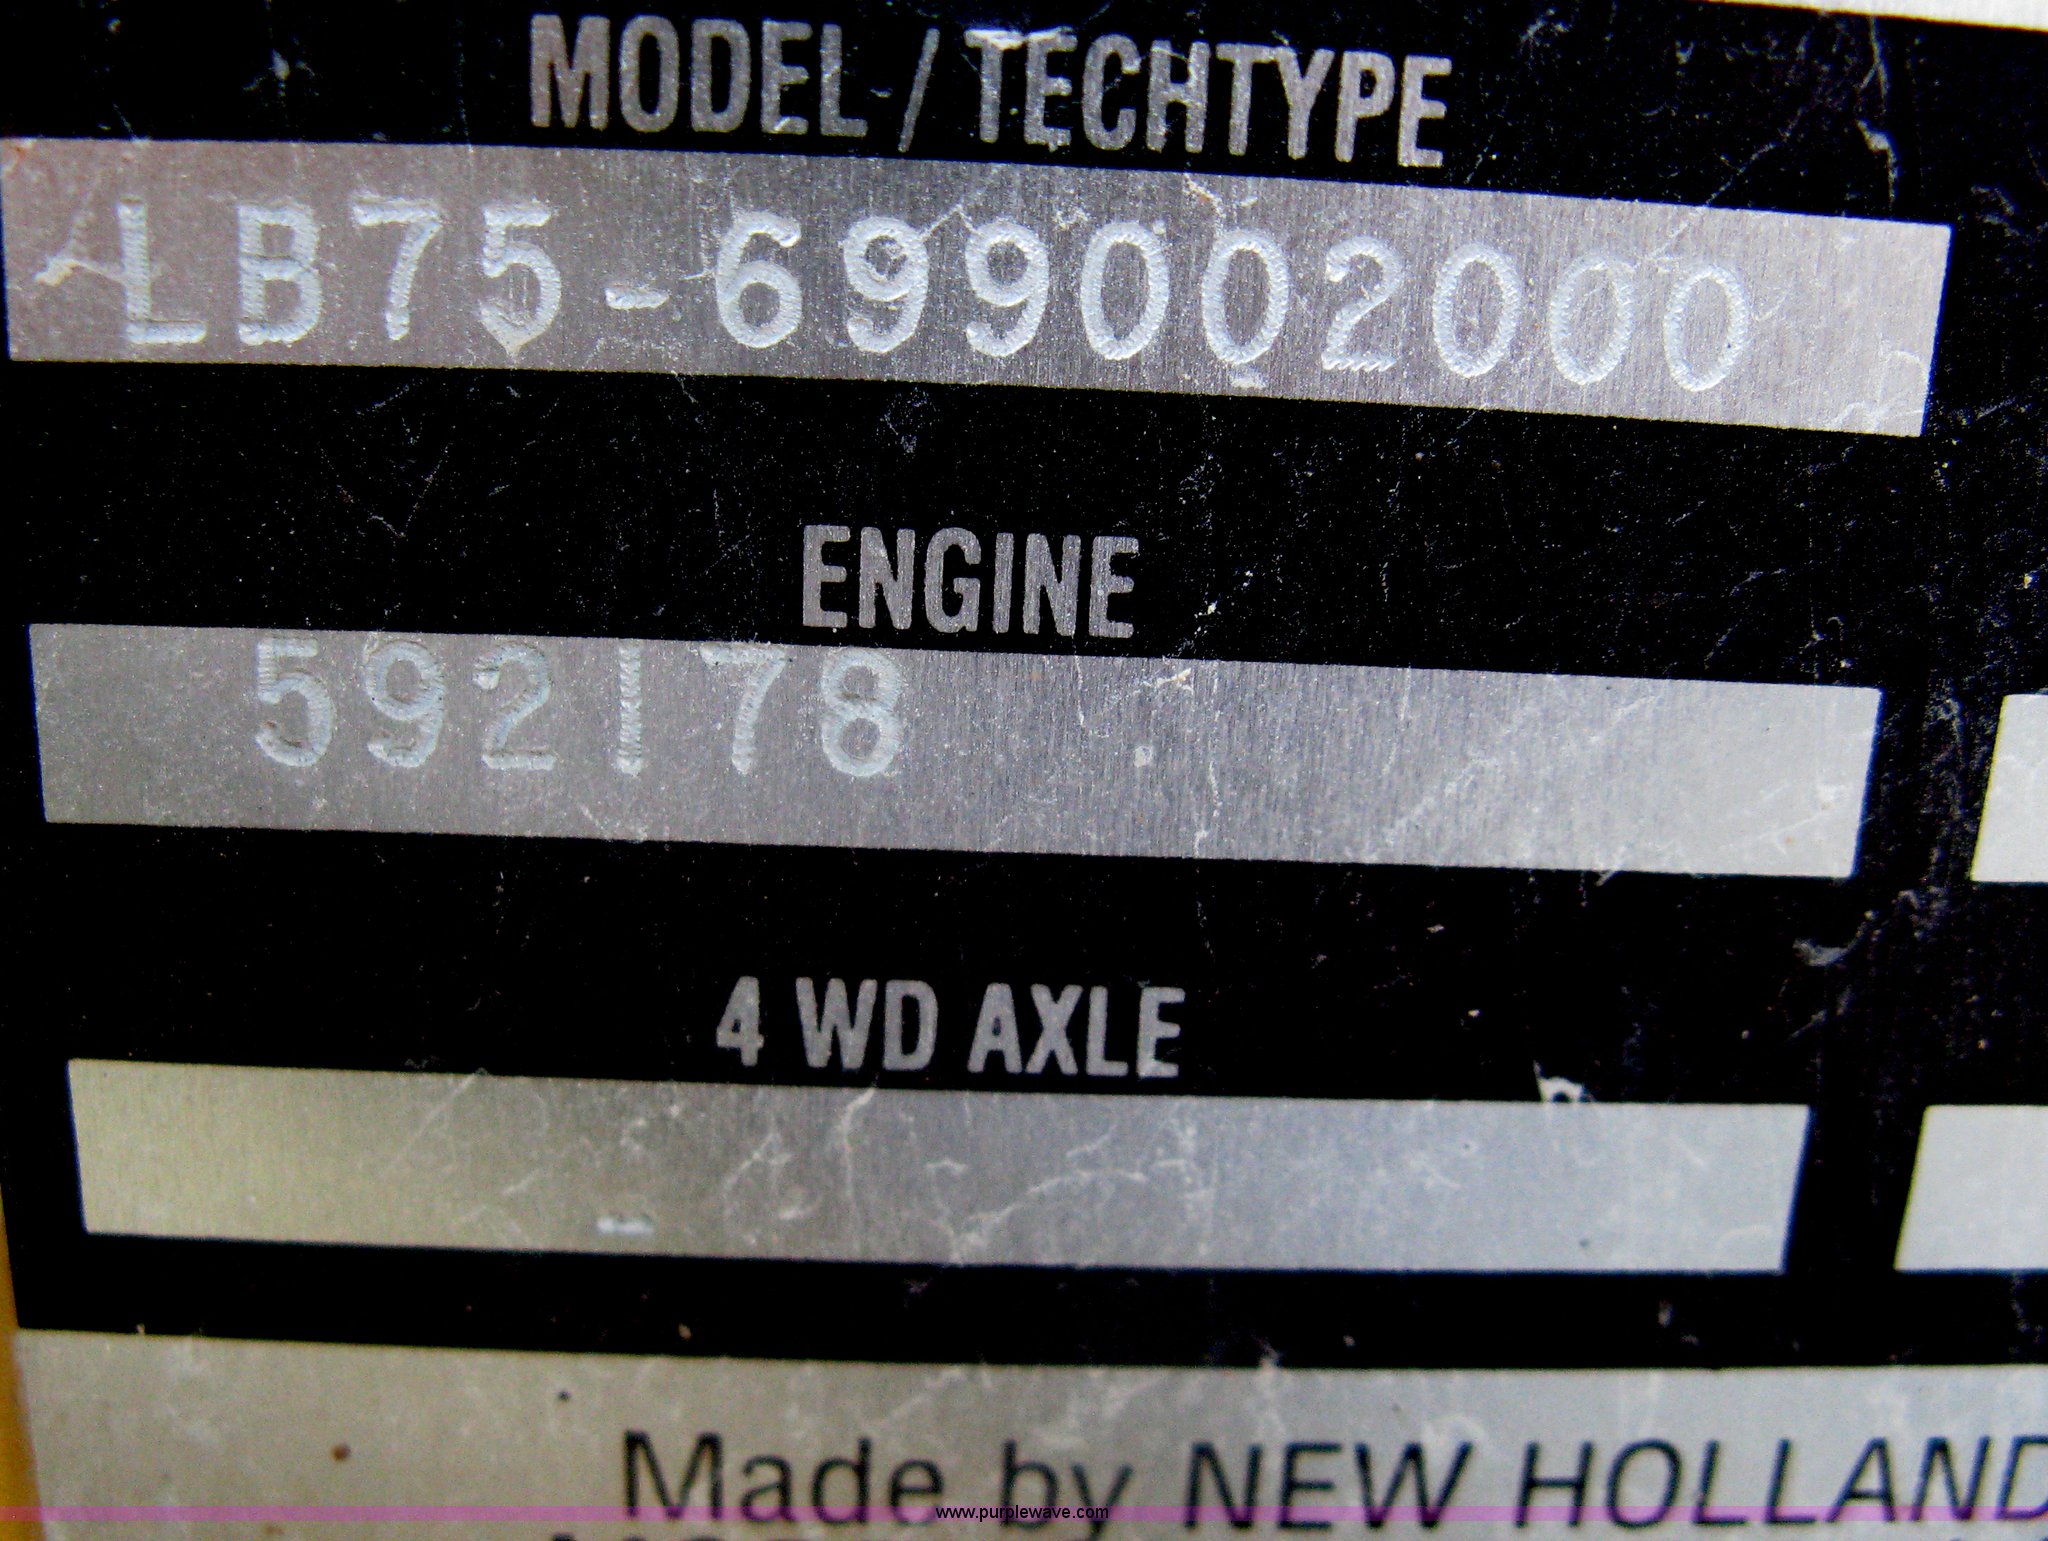 MODEL / TECHTYPE
LB75-699002000
ENGINE
592178
4 WD AXLE
-
Made by NEW HOLLAND
www.purplewave.com